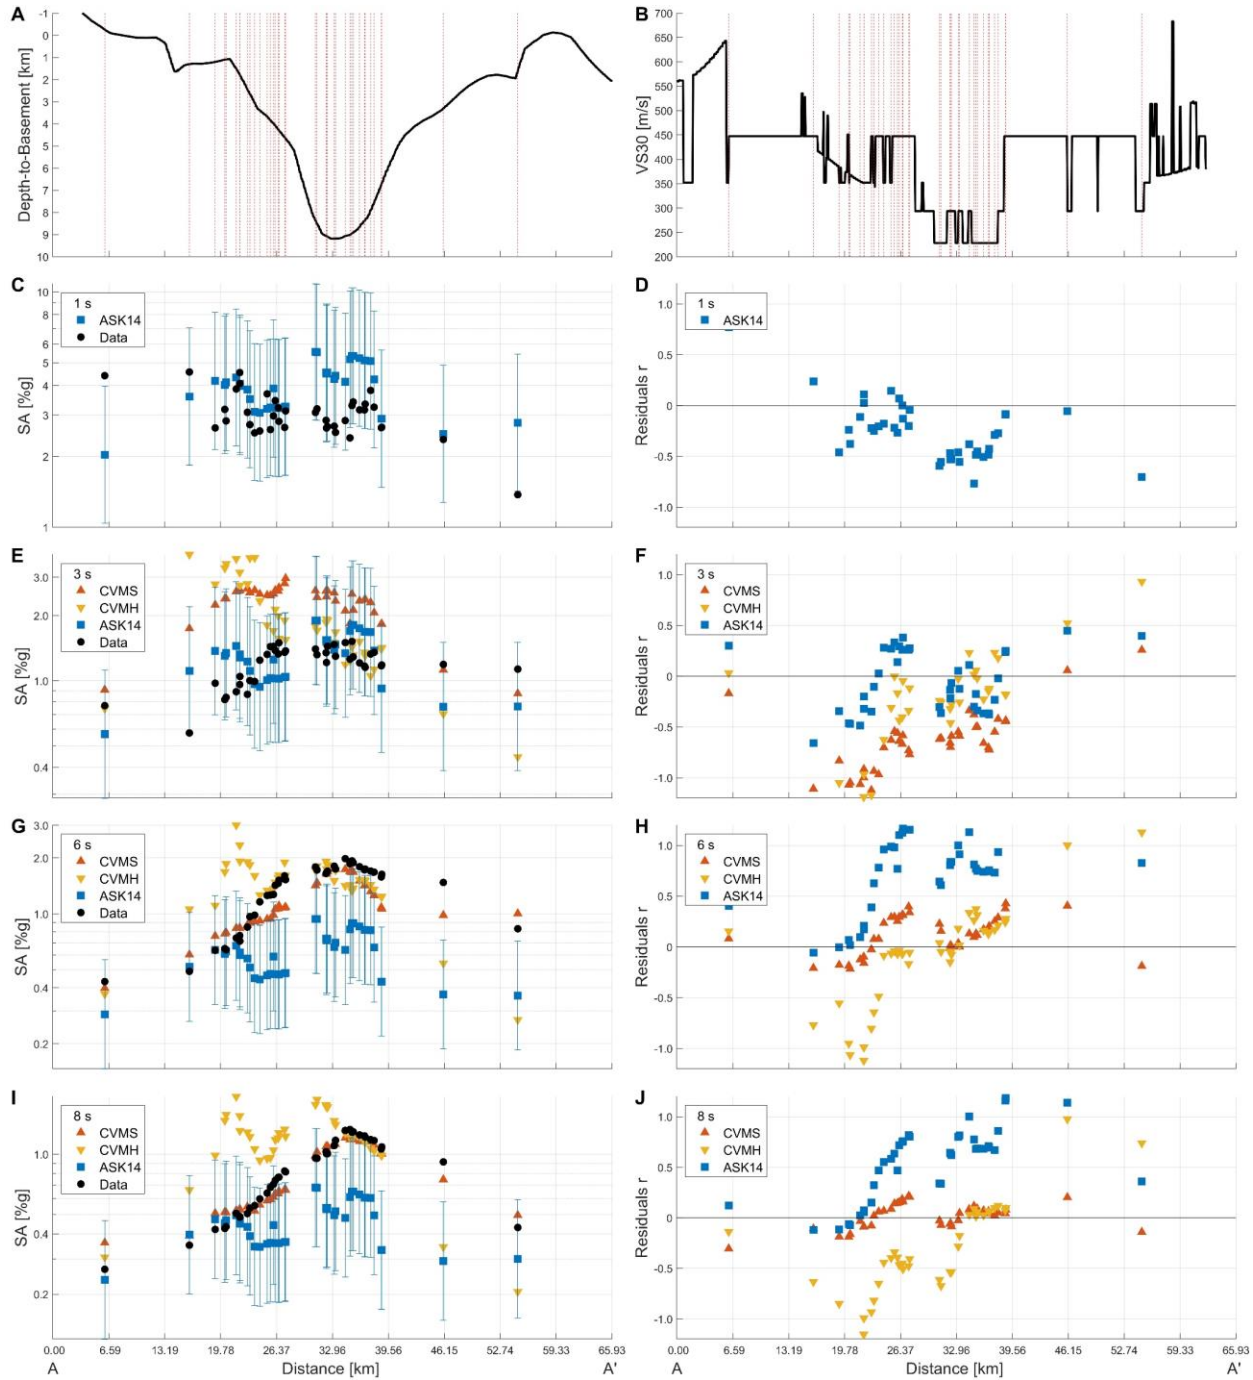 A
-1
0
1
2
3
4
5
6
7
8
9
10
Depth-to-Basement [km]
B
700
650
600
550
500
450
400
350
300
250
200
VS30 [m/s]
C
10
8
6
5
4
3
2
1
SA [%g]
1 s
ASK14
Data
D
1.0
0.5
0
-0.5
-1.0
Residuals r
1 s
ASK14
E
3.0
2.0
1.0
0.4
SA [%g]
3 s
CVMS
CVMH
ASK14
Data
F
1.0
0.5
0
-0.5
-1.0
Residuals r
3 s
CVMS
CVMH
ASK14
G
3.0
2.0
1.0
0.4
0.2
SA [%g]
6 s
CVMS
CVMH
ASK14
Data
H
1.0
0.5
0
-0.5
-1.0
Residuals r
6 s
CVMS
CVMH
ASK14
I
1.0
0.4
0.2
SA [%g]
8 s
CVMS
CVMH
ASK14
Data
J
1.0
0.5
0
-0.5
-1.0
Residuals r
8 s
CVMS
CVMH
ASK14
0.00 6.59 13.19 19.78 26.37 32.96 39.56 46.15 52.74 59.33 65.93
A Distance [km] A'
0.00 6.59 13.19 19.78 26.37 32.96 39.56 46.15 52.74 59.33 65.93
A Distance [km] A'